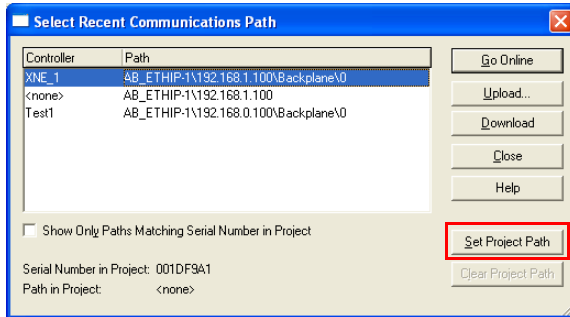 Select Recent Communications Path
Controller Path
XNE_1 AB_ETHIP-1\192.168.1.100\Backplane\0
<none> AB_ETHIP-1\192.168.1.100
Test1 AB_ETHIP-1\192.168.0.100\Backplane\0
Go Online
Upload...
Download
Close
Help
Show Only Paths Matching Serial Number in Project
Set Project Path
Serial Number in Project: 001DF9A1
Clear Project Path
Path in Project: <none>